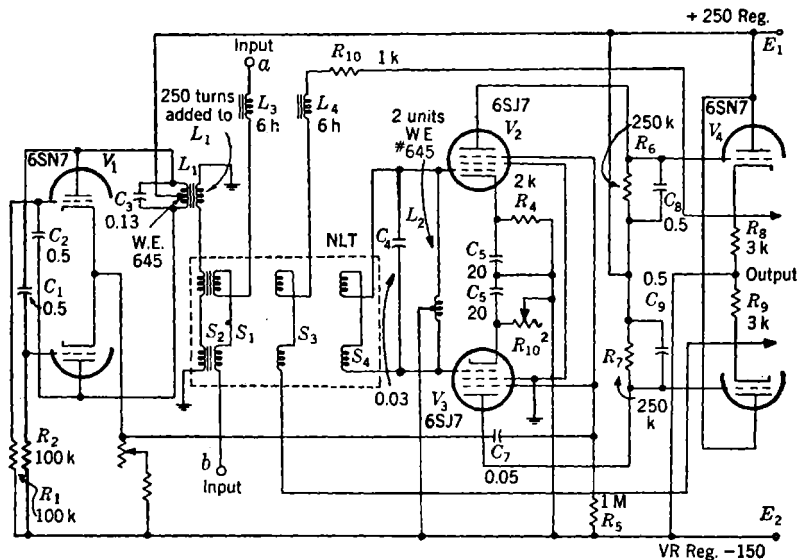 + 250 Reg.
E1
Input
a
R10 1 k
250 turns
added to
L1
L3
6 h
L4
6 h
2 units
W E
#645
6SJ7
V2
250 k
R6
6SN7
V4
6SN7
V1
L1
C3
0.13
W.E.
645
C2
0.5
C1
0.5
2 k
R4
L2
C4
C5
20
C5
20
C8
0.5
R8
3 k
NLT
S2
S1
S3
S4
0.5
C9
Output
R9
3 k
R10 2
R7
0.03
V3
6SJ7
250
k
R2
100 k
R1
100 k
b
Input
C7
0.05
1 M
R5
E2
VR Reg. −150